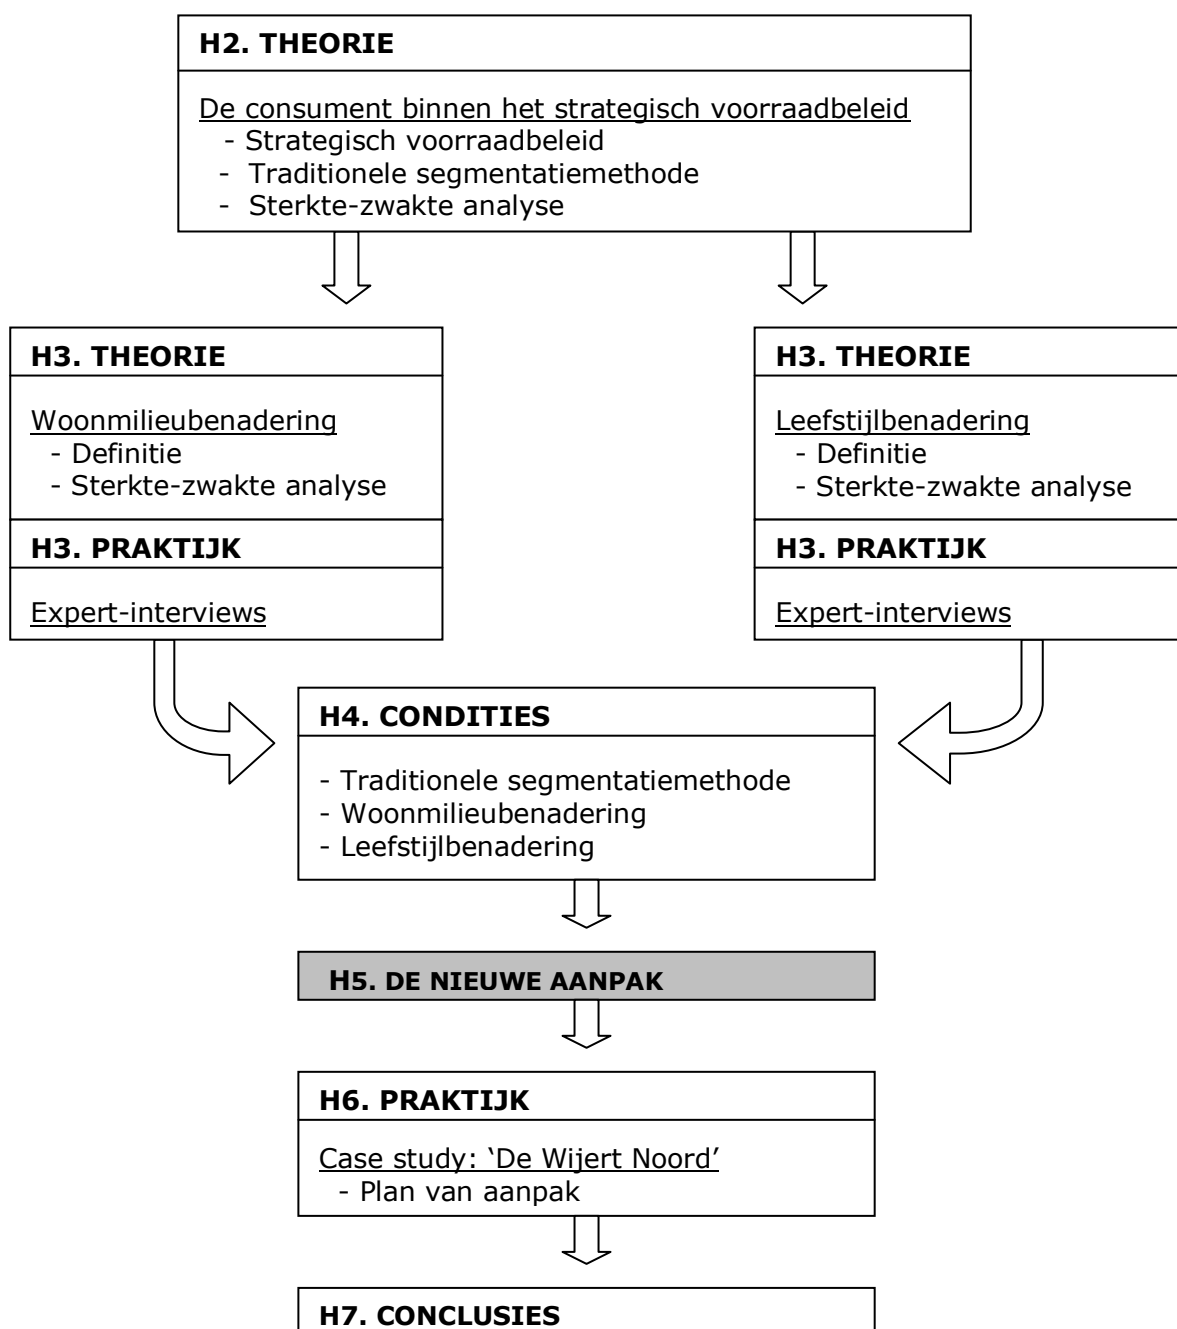 H2. THEORIE
De consument binnen het strategisch voorraadbeleid
- Strategisch voorraadbeleid
- Traditionele segmentatiemethode
- Sterkte-zwakte analyse
H3. THEORIE
Woonmilieubenadering
- Definitie
- Sterkte-zwakte analyse
H3. PRAKTIJK
Expert-interviews
H3. THEORIE
Leefstijlbenadering
- Definitie
- Sterkte-zwakte analyse
H3. PRAKTIJK
Expert-interviews
H4. CONDITIES
- Traditionele segmentatiemethode
- Woonmilieubenadering
- Leefstijlbenadering
H5. DE NIEUWE AANPAK
H6. PRAKTIJK
Case study: ‘De Wijert Noord’
- Plan van aanpak
H7. CONCLUSIES